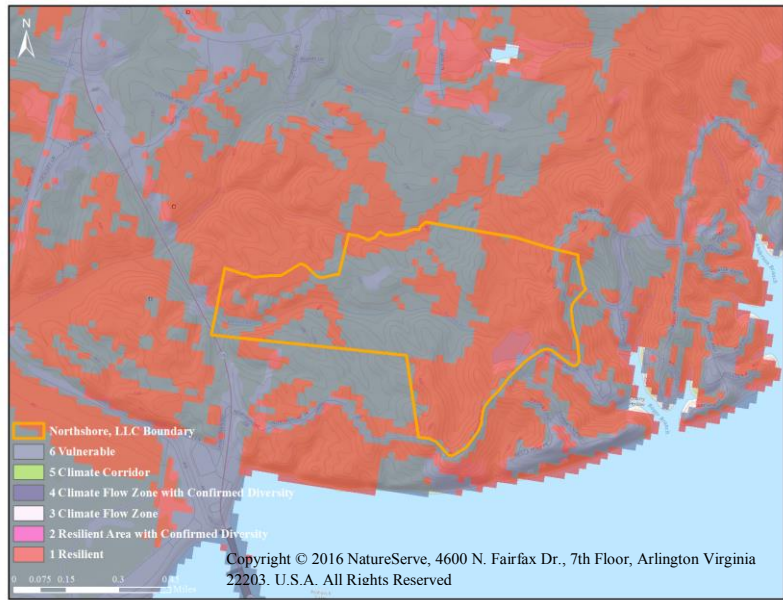 N
Northshore, LLC Boundary
6 Vulnerable
5 Climate Corridor
4 Climate Flow Zone with Confirmed Diversity
3 Climate Flow Zone
2 Resilient Area with Confirmed Diversity
1 Resilient
0 0.075 0.15 0.3
Miles
Copyright © 2016 NatureServe, 4600 N. Fairfax Dr., 7th Floor, Arlington Virginia
22203. U.S.A. All Rights Reserved